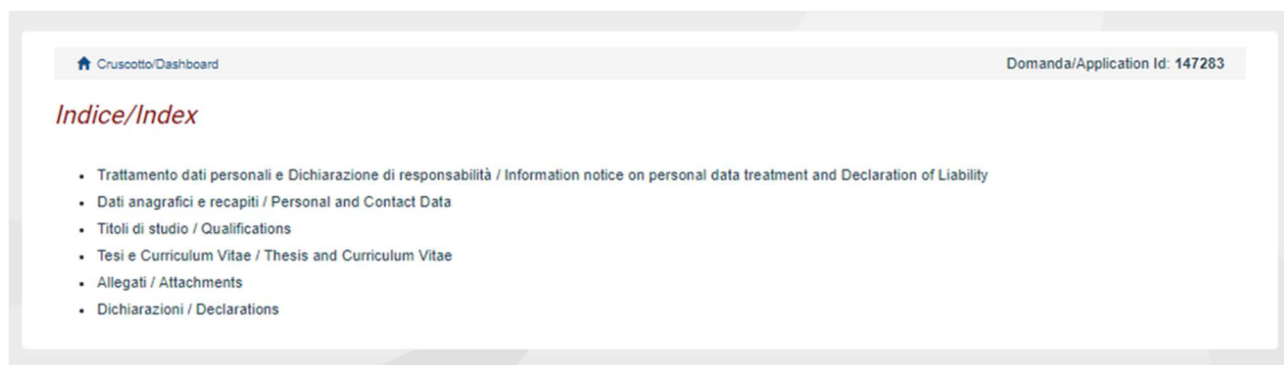 Cruscotto/Dashboard
Domanda/Application Id: 147283
Indice/Index
Trattamento dati personali e Dichiarazione di responsabilità / Information notice on personal data treatment and Declaration of Liability
Dati anagrafici e recapiti / Personal and Contact Data
Titoli di studio / Qualifications
Tesi e Curriculum Vitae / Thesis and Curriculum Vitae
Allegati / Attachments
Dichiarazioni / Declarations